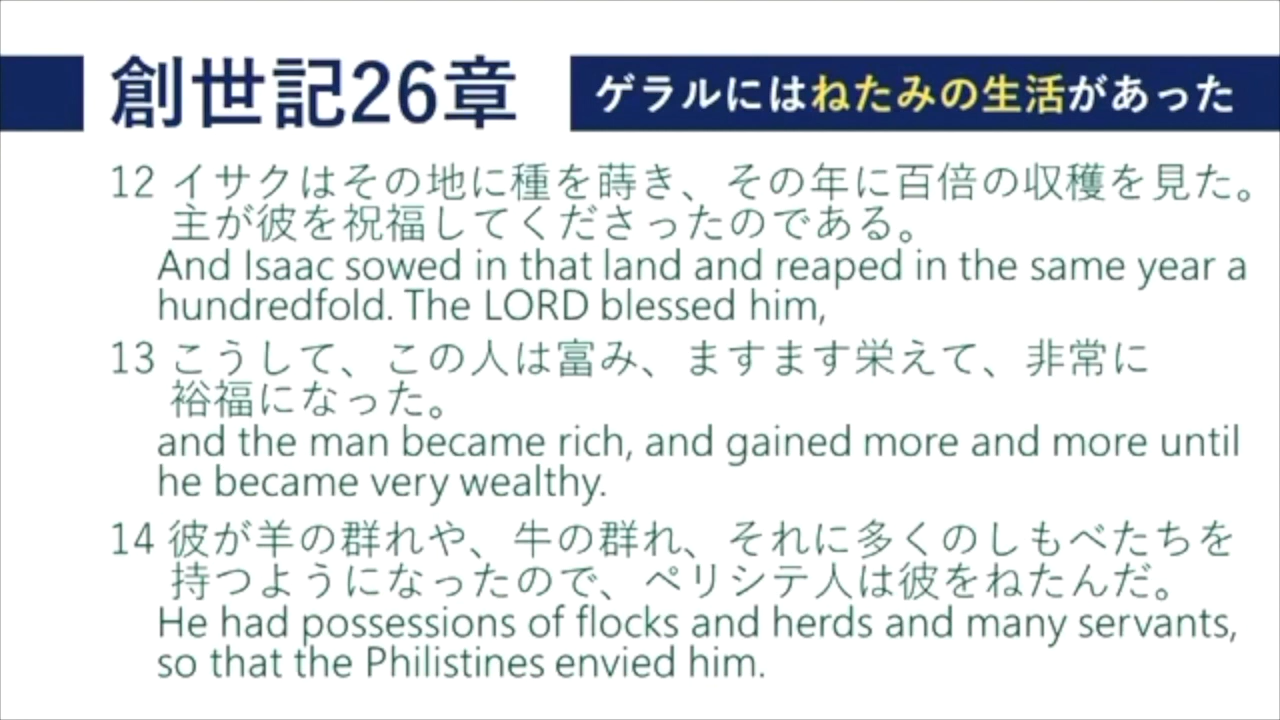 創世記26章
ゲラルにはねたみの生活があった
12 イサクはその地に種を蒔き、その年に百倍の収穫を見た。
主が彼を祝福してくださったのである。
And Isaac sowed in that land and reaped in the same year a
hundredfold. The LORD blessed him,
13 こうして、この人は富み、ますます栄えて、非常に
裕福になった。
and the man became rich, and gained more and more until
he became very wealthy.
14 彼が羊の群れや、牛の群れ、それに多くのしもべたちを
持つようになったので、ペリシテ人は彼をねたんだ。
He had possessions of flocks and herds and many servants,
so that the Philistines envied him.